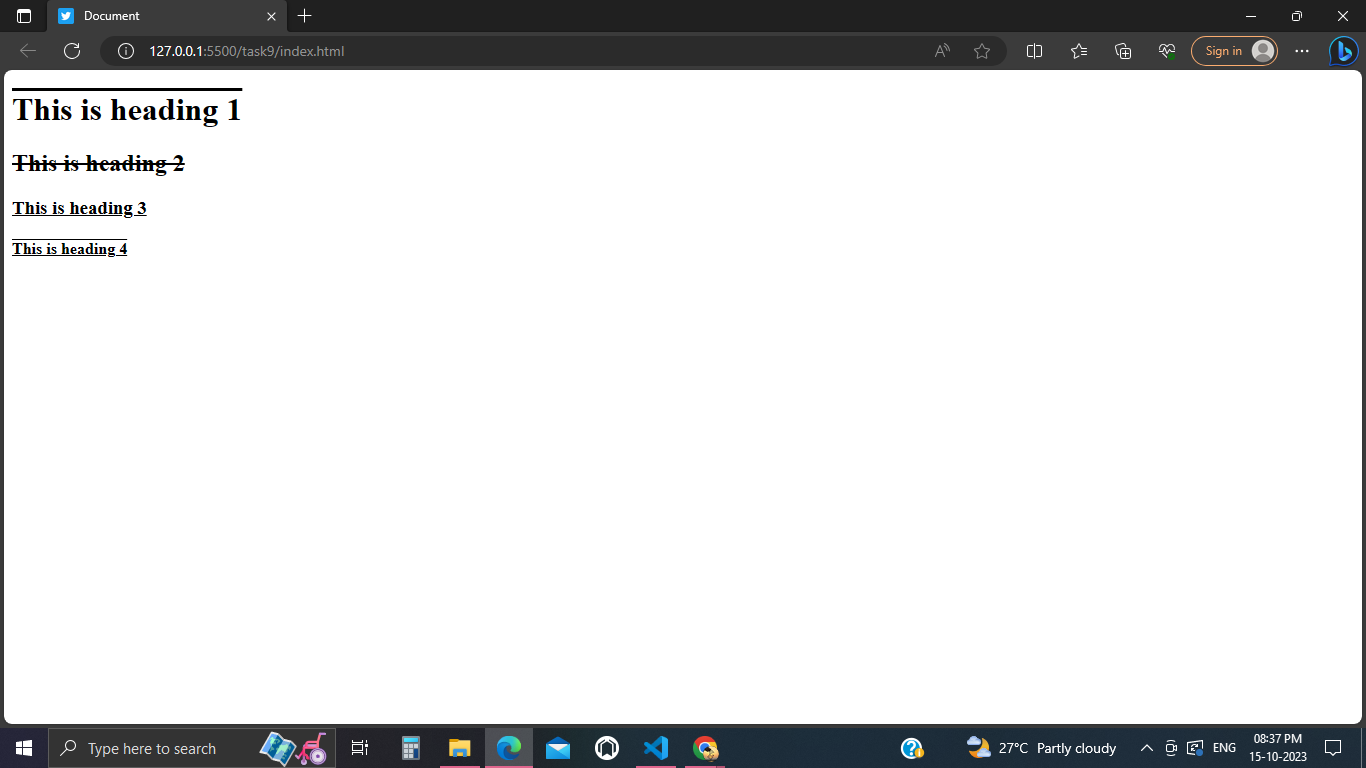 Document
127.0.0.1:5500/task9/index.html
Sign in
This is heading 1
This is heading 2
This is heading 3
This is heading 4
Type here to search
27°C Partly cloudy
ENG
08:37 PM
15-10-2023